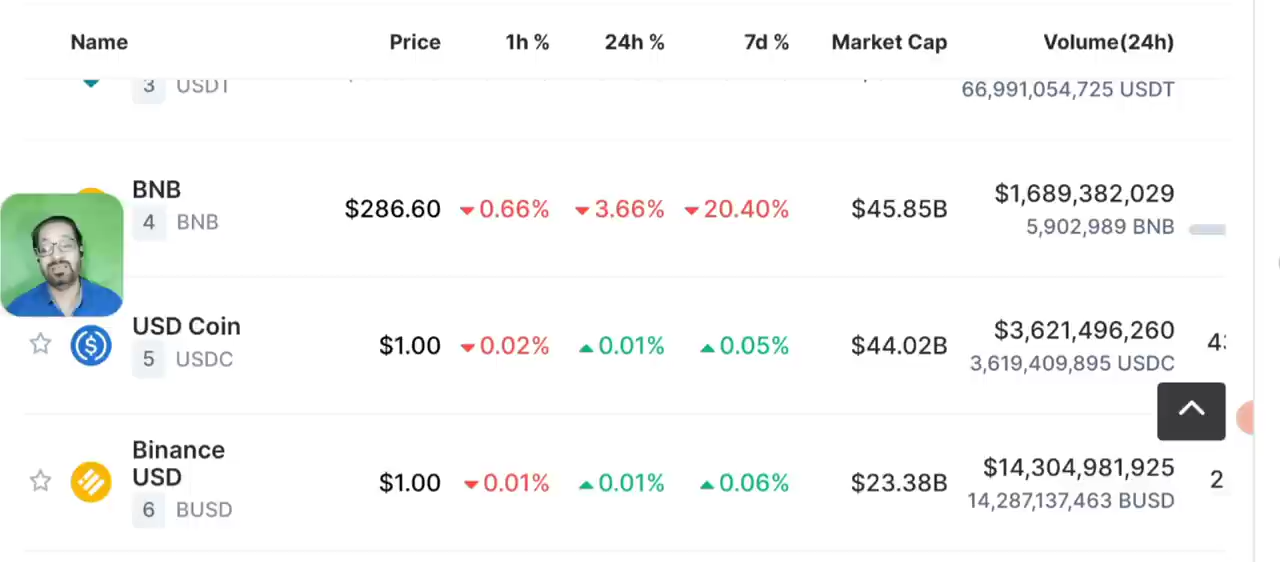 Name Price 1h % 24h % 7d % Market Cap Volume(24h)
3 USDT 66,991,054,725 USDT
BNB
4 BNB $286.60 0.66% 3.66% 20.40% $45.85B $1,689,382,029
5,902,989 BNB
USD Coin
5 USDC $1.00 0.02% 0.01% 0.05% $44.02B $3,621,496,260
3,619,409,895 USDC
Binance
USD
6 BUSD $1.00 0.01% 0.01% 0.06% $23.38B $14,304,981,925
14,287,137,463 BUSD
2